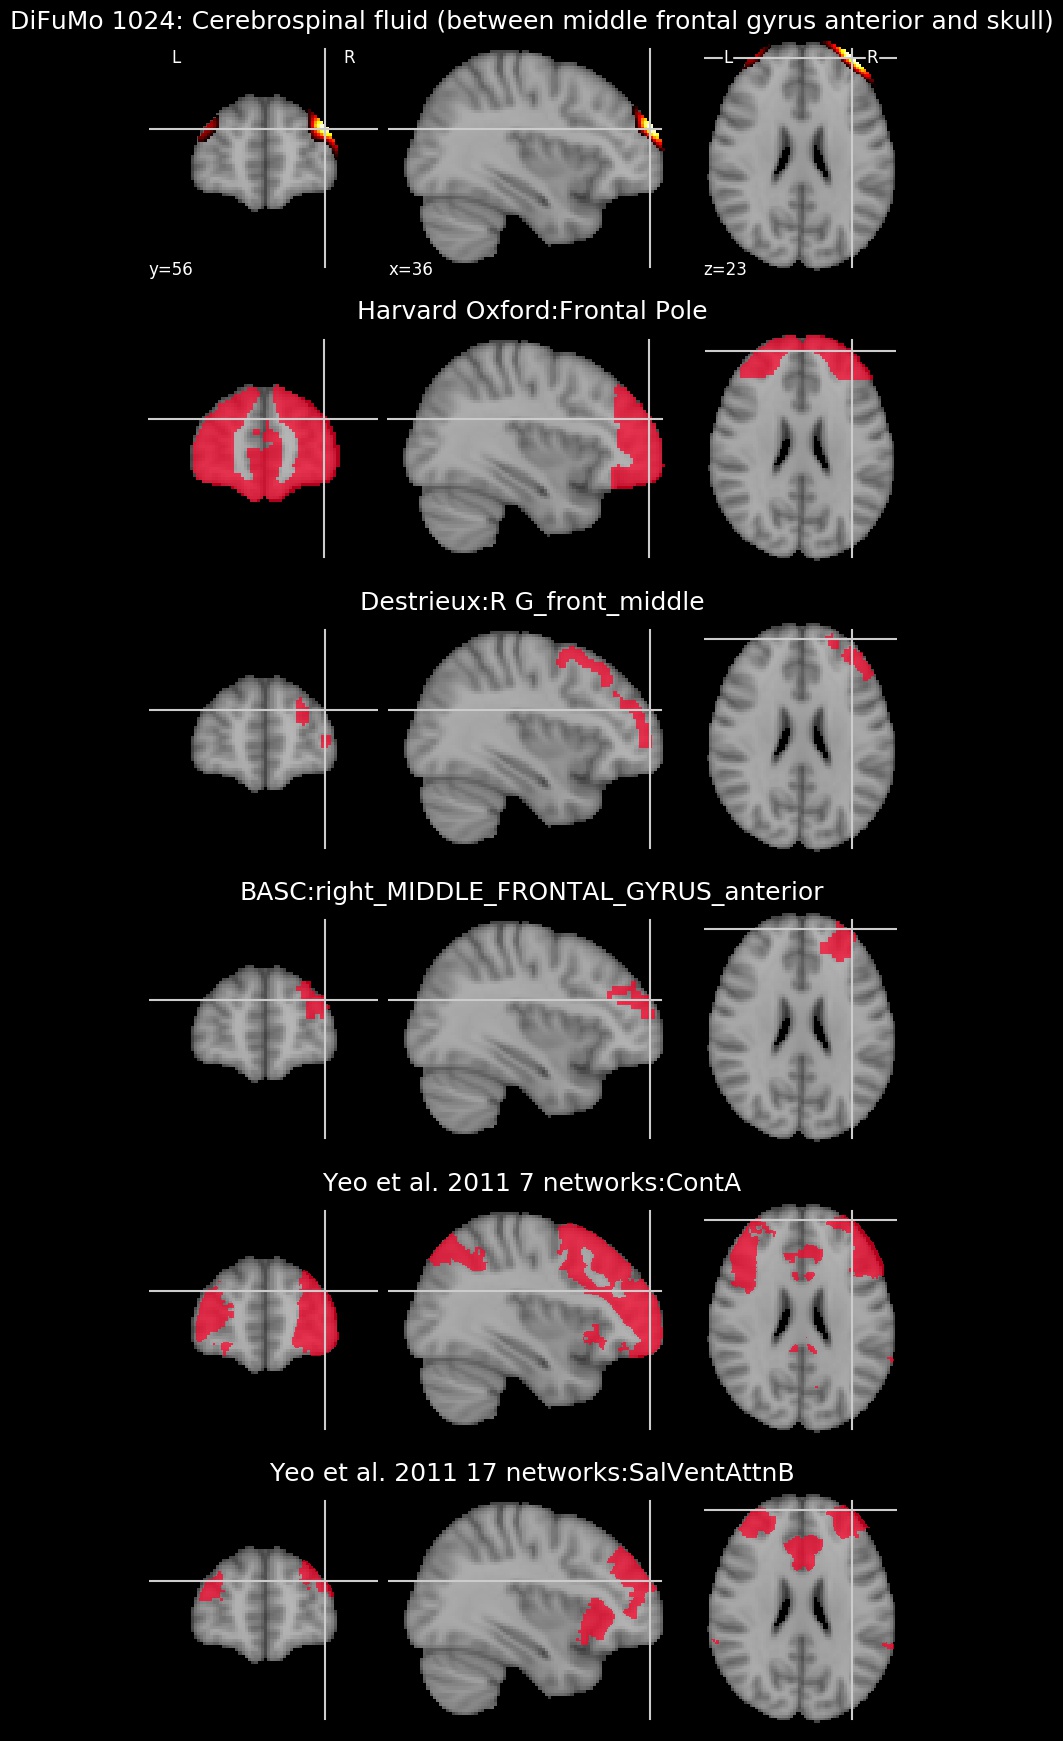 DiFuMo 1024: Cerebrospinal fluid (between middle frontal gyrus anterior and skull)
L R L R
y=56 x=36 z=23
Harvard Oxford:Frontal Pole
Destrieux:R G_front_middle
BASC:right_MIDDLE_FRONTAL_GYRUS_anterior
Yeo et al. 2011 7 networks:ContA
Yeo et al. 2011 17 networks:SalVentAttnB